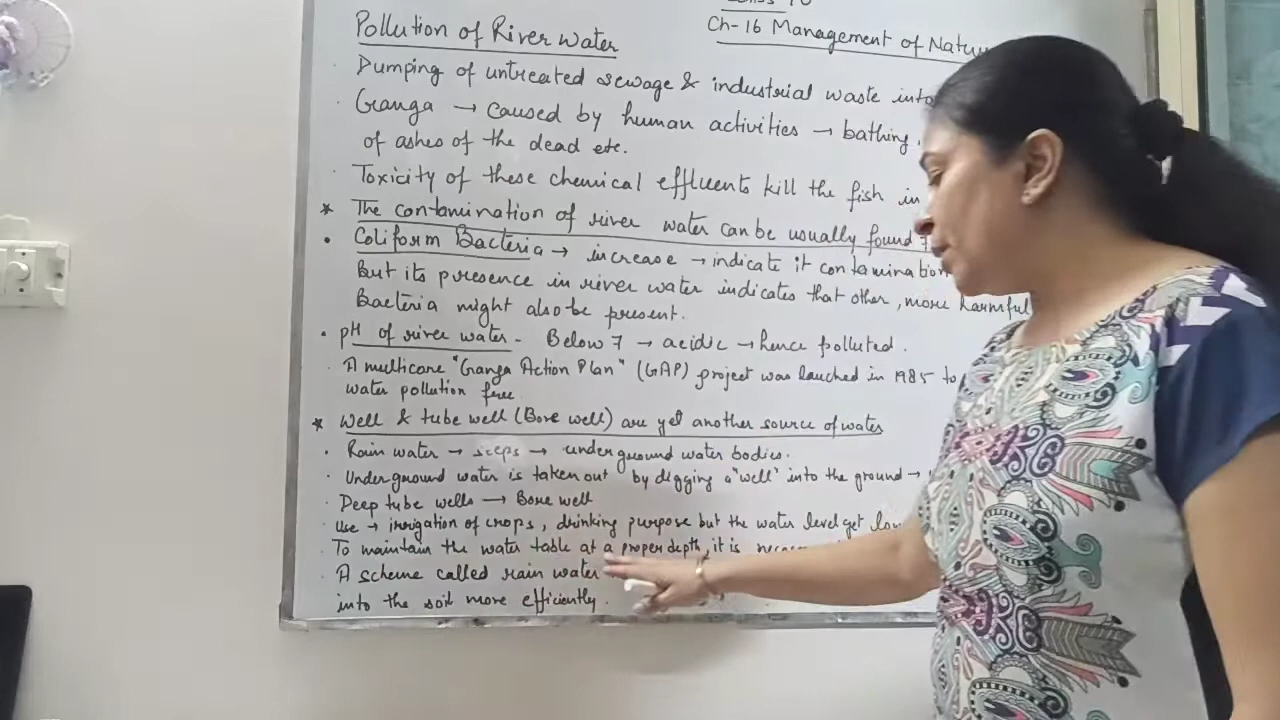 Pollution of River Water
Ch-16 Management of Natu
Dumping of untreated sewage & industrial waste into
Ganga → caused by human activities → bathing,
of ashes of the dead etc.
Toxicity of these chemical effluents kill the fish in
* The contamination of river water can be usually found
• Coliform Bacteria → increase → indicate it contamination
But its presence in river water indicates that other, more harmful
Bacteria might also be present.
• pH of river water - Below 7 → acidic → hence polluted.
A multicore "Ganga Action Plan" (GAP) project was lauched in 1985 to
water pollution free
* Well & tube well (Bore well) are yet another source of water
• Rain water → seeps → underground water bodies.
• Underground water is taken out by digging a "well" into the ground →
• Deep tube wells → Bore well
• Use → irrigation of crops, drinking purpose but the water level get low
• To maintain the water table at a proper depth, it is
• A scheme called rain water
into the soil more efficiently.